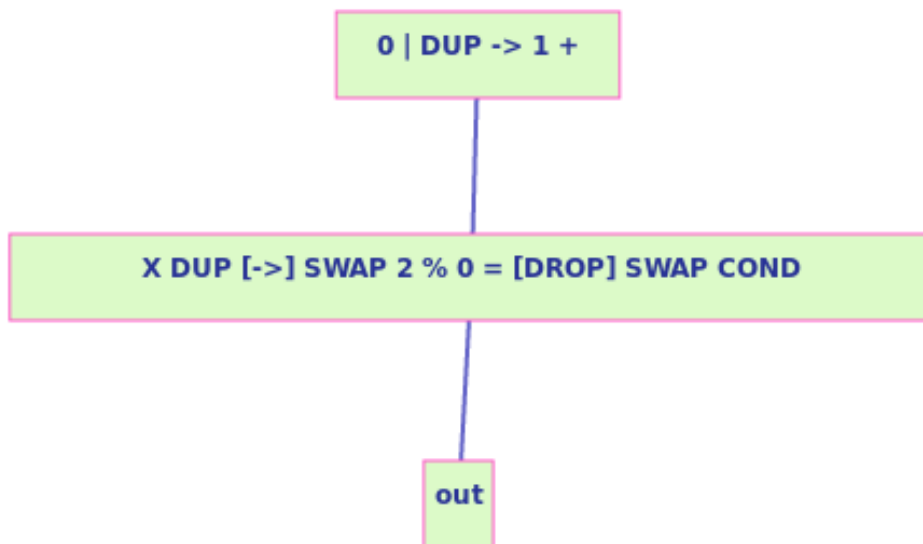 0 | DUP -> 1 +
X DUP [->] SWAP 2 % 0 = [DROP] SWAP COND
out